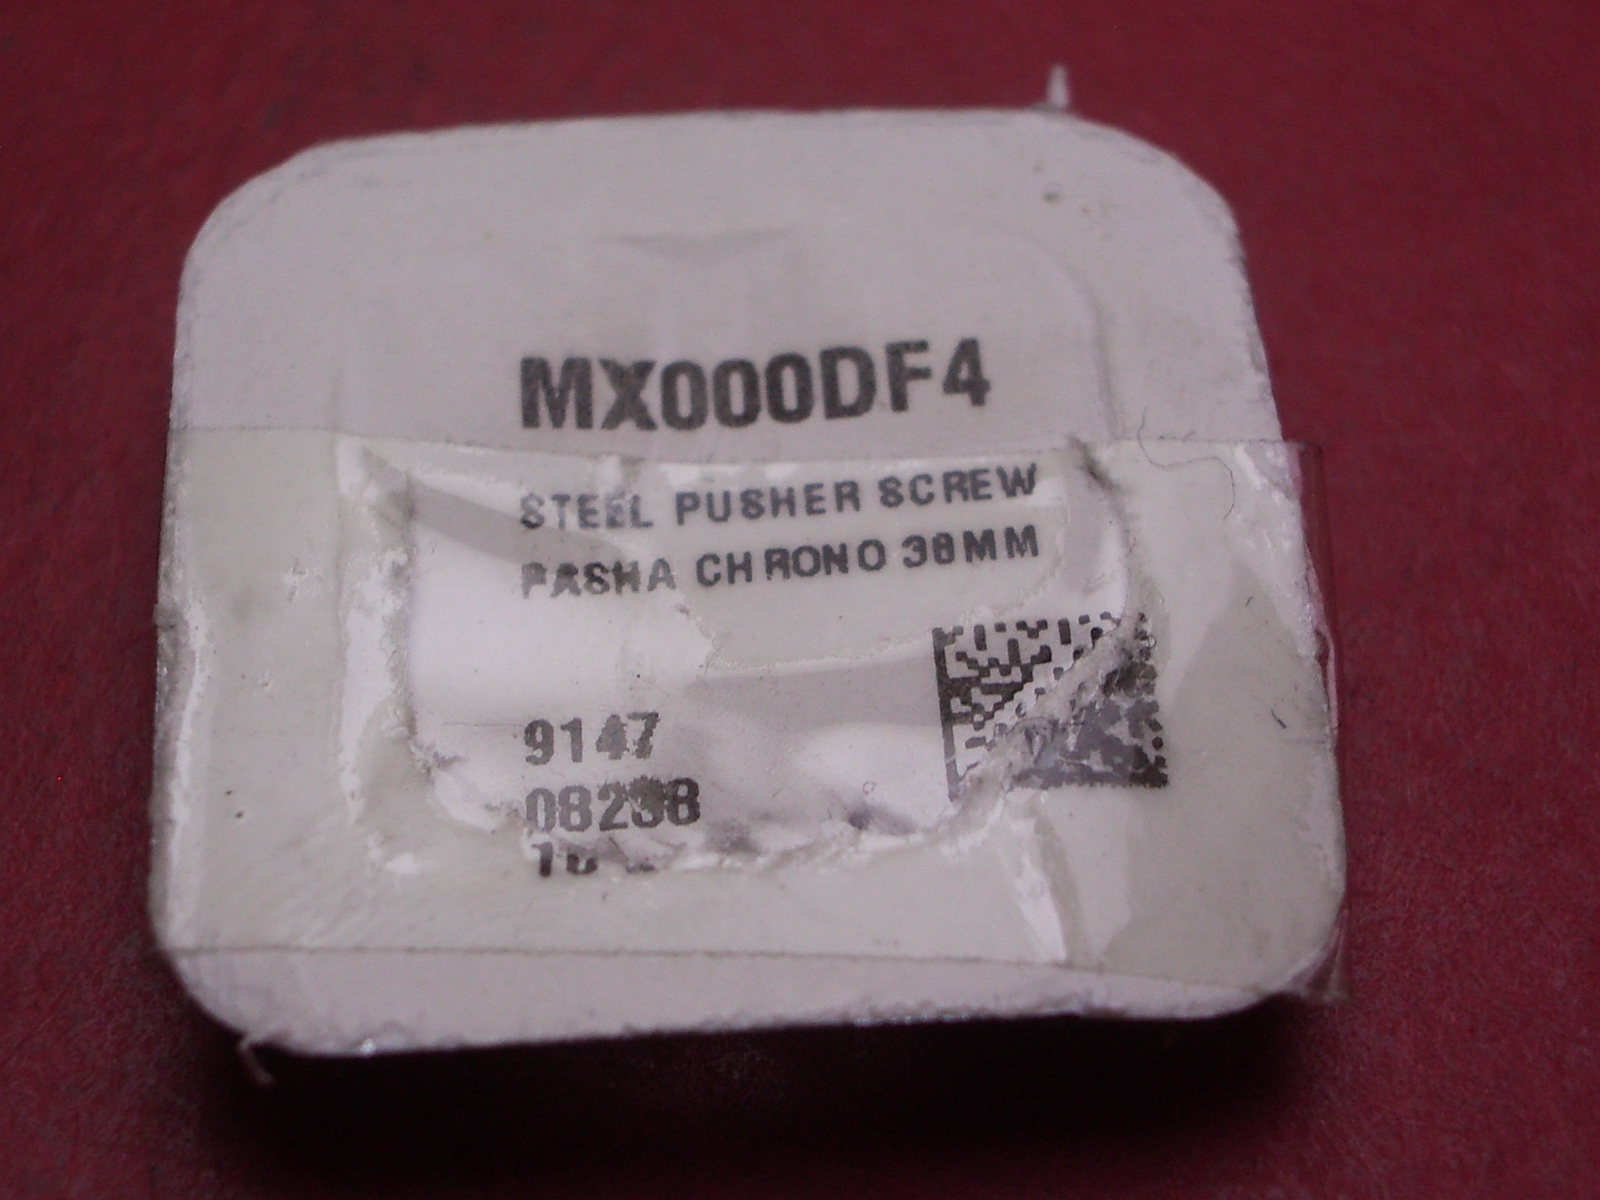 MX000DF4
STEEL PUSHER SCREW
PASHA CHRONO 38MM
9147
08238